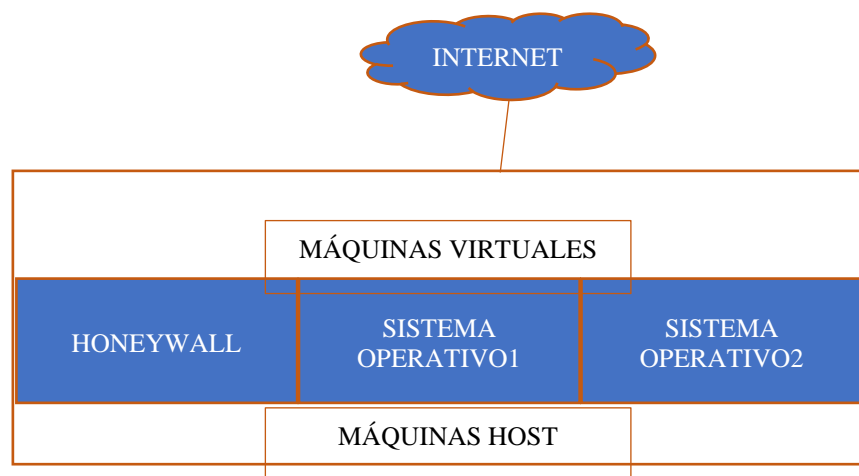 INTERNET
MÁQUINAS VIRTUALES
HONEYWALL
SISTEMA
OPERATIVO1
SISTEMA
OPERATIVO2
MÁQUINAS HOST